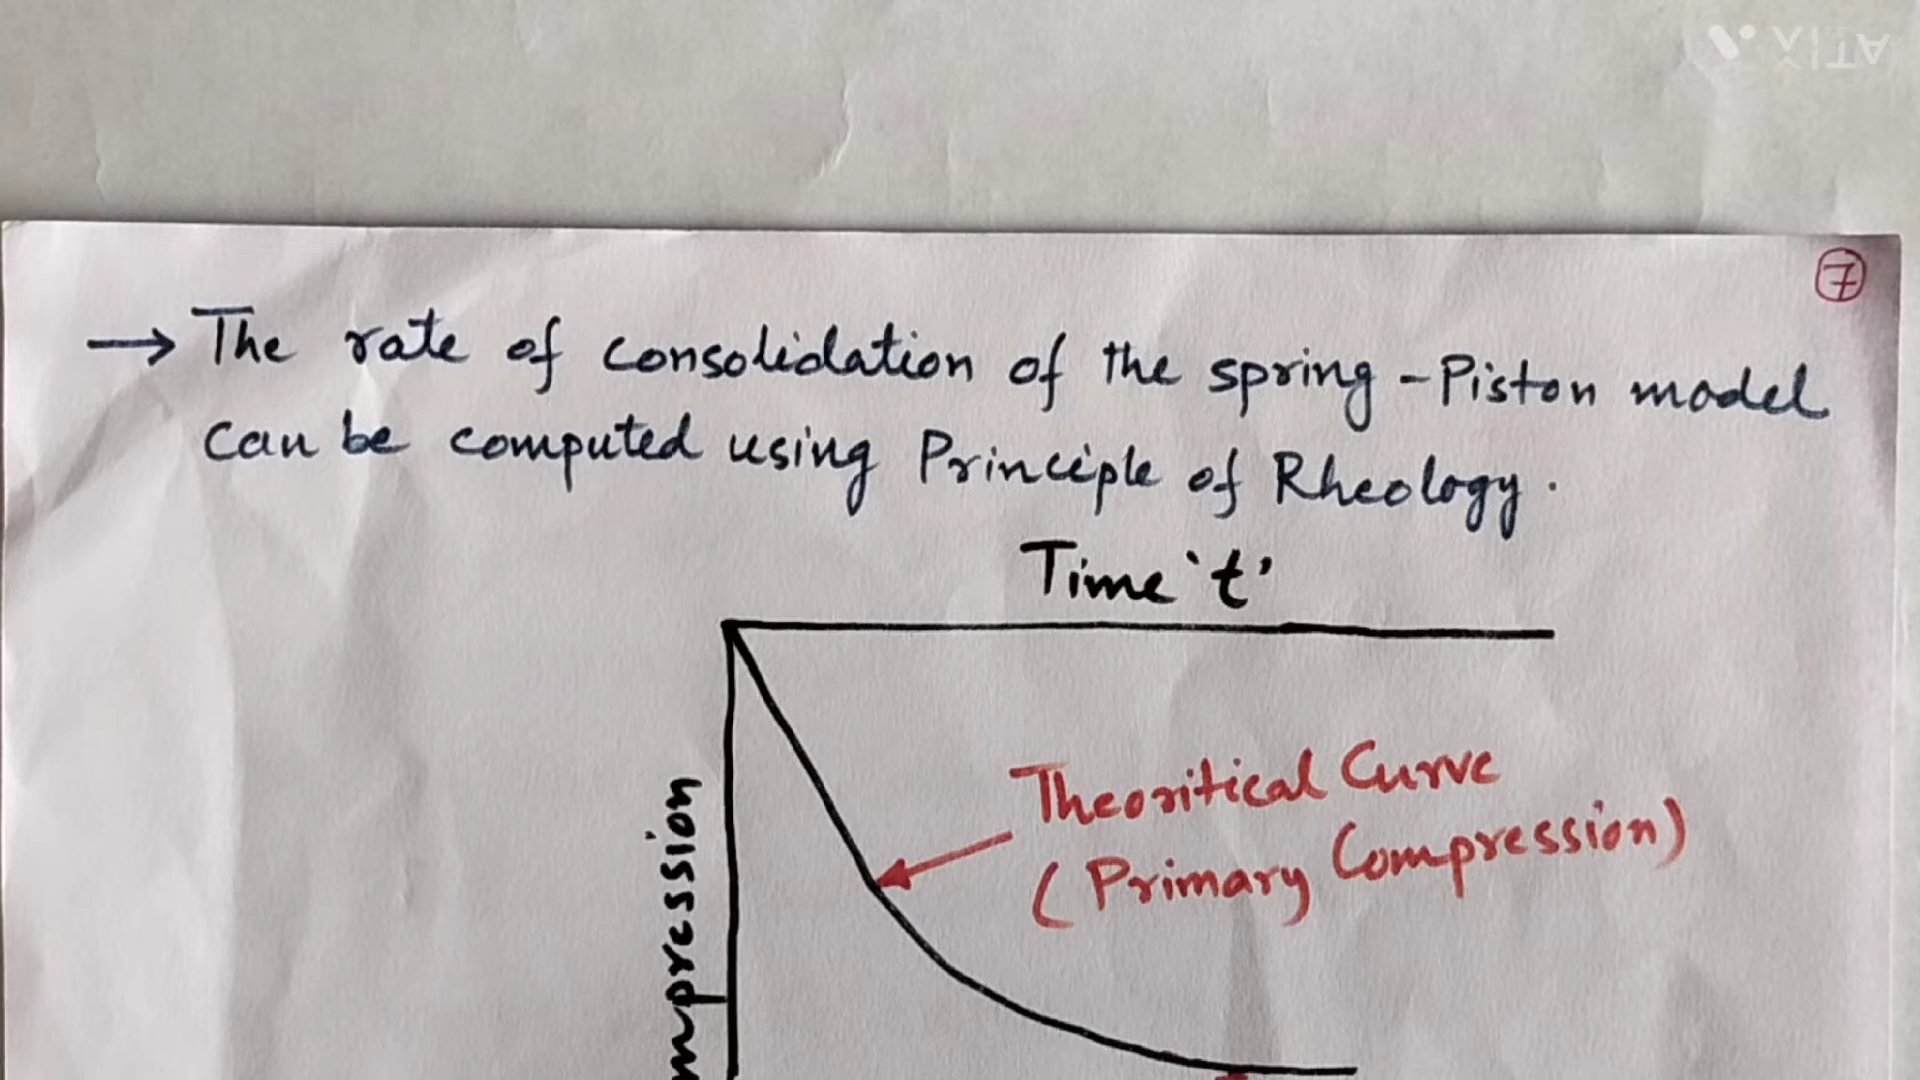 VITA
7
→ The rate of consolidation of the spring-Piston model
can be computed using Principle of Rheology.
Time 't'
Theoritical Curve
(Primary Compression)
mpression